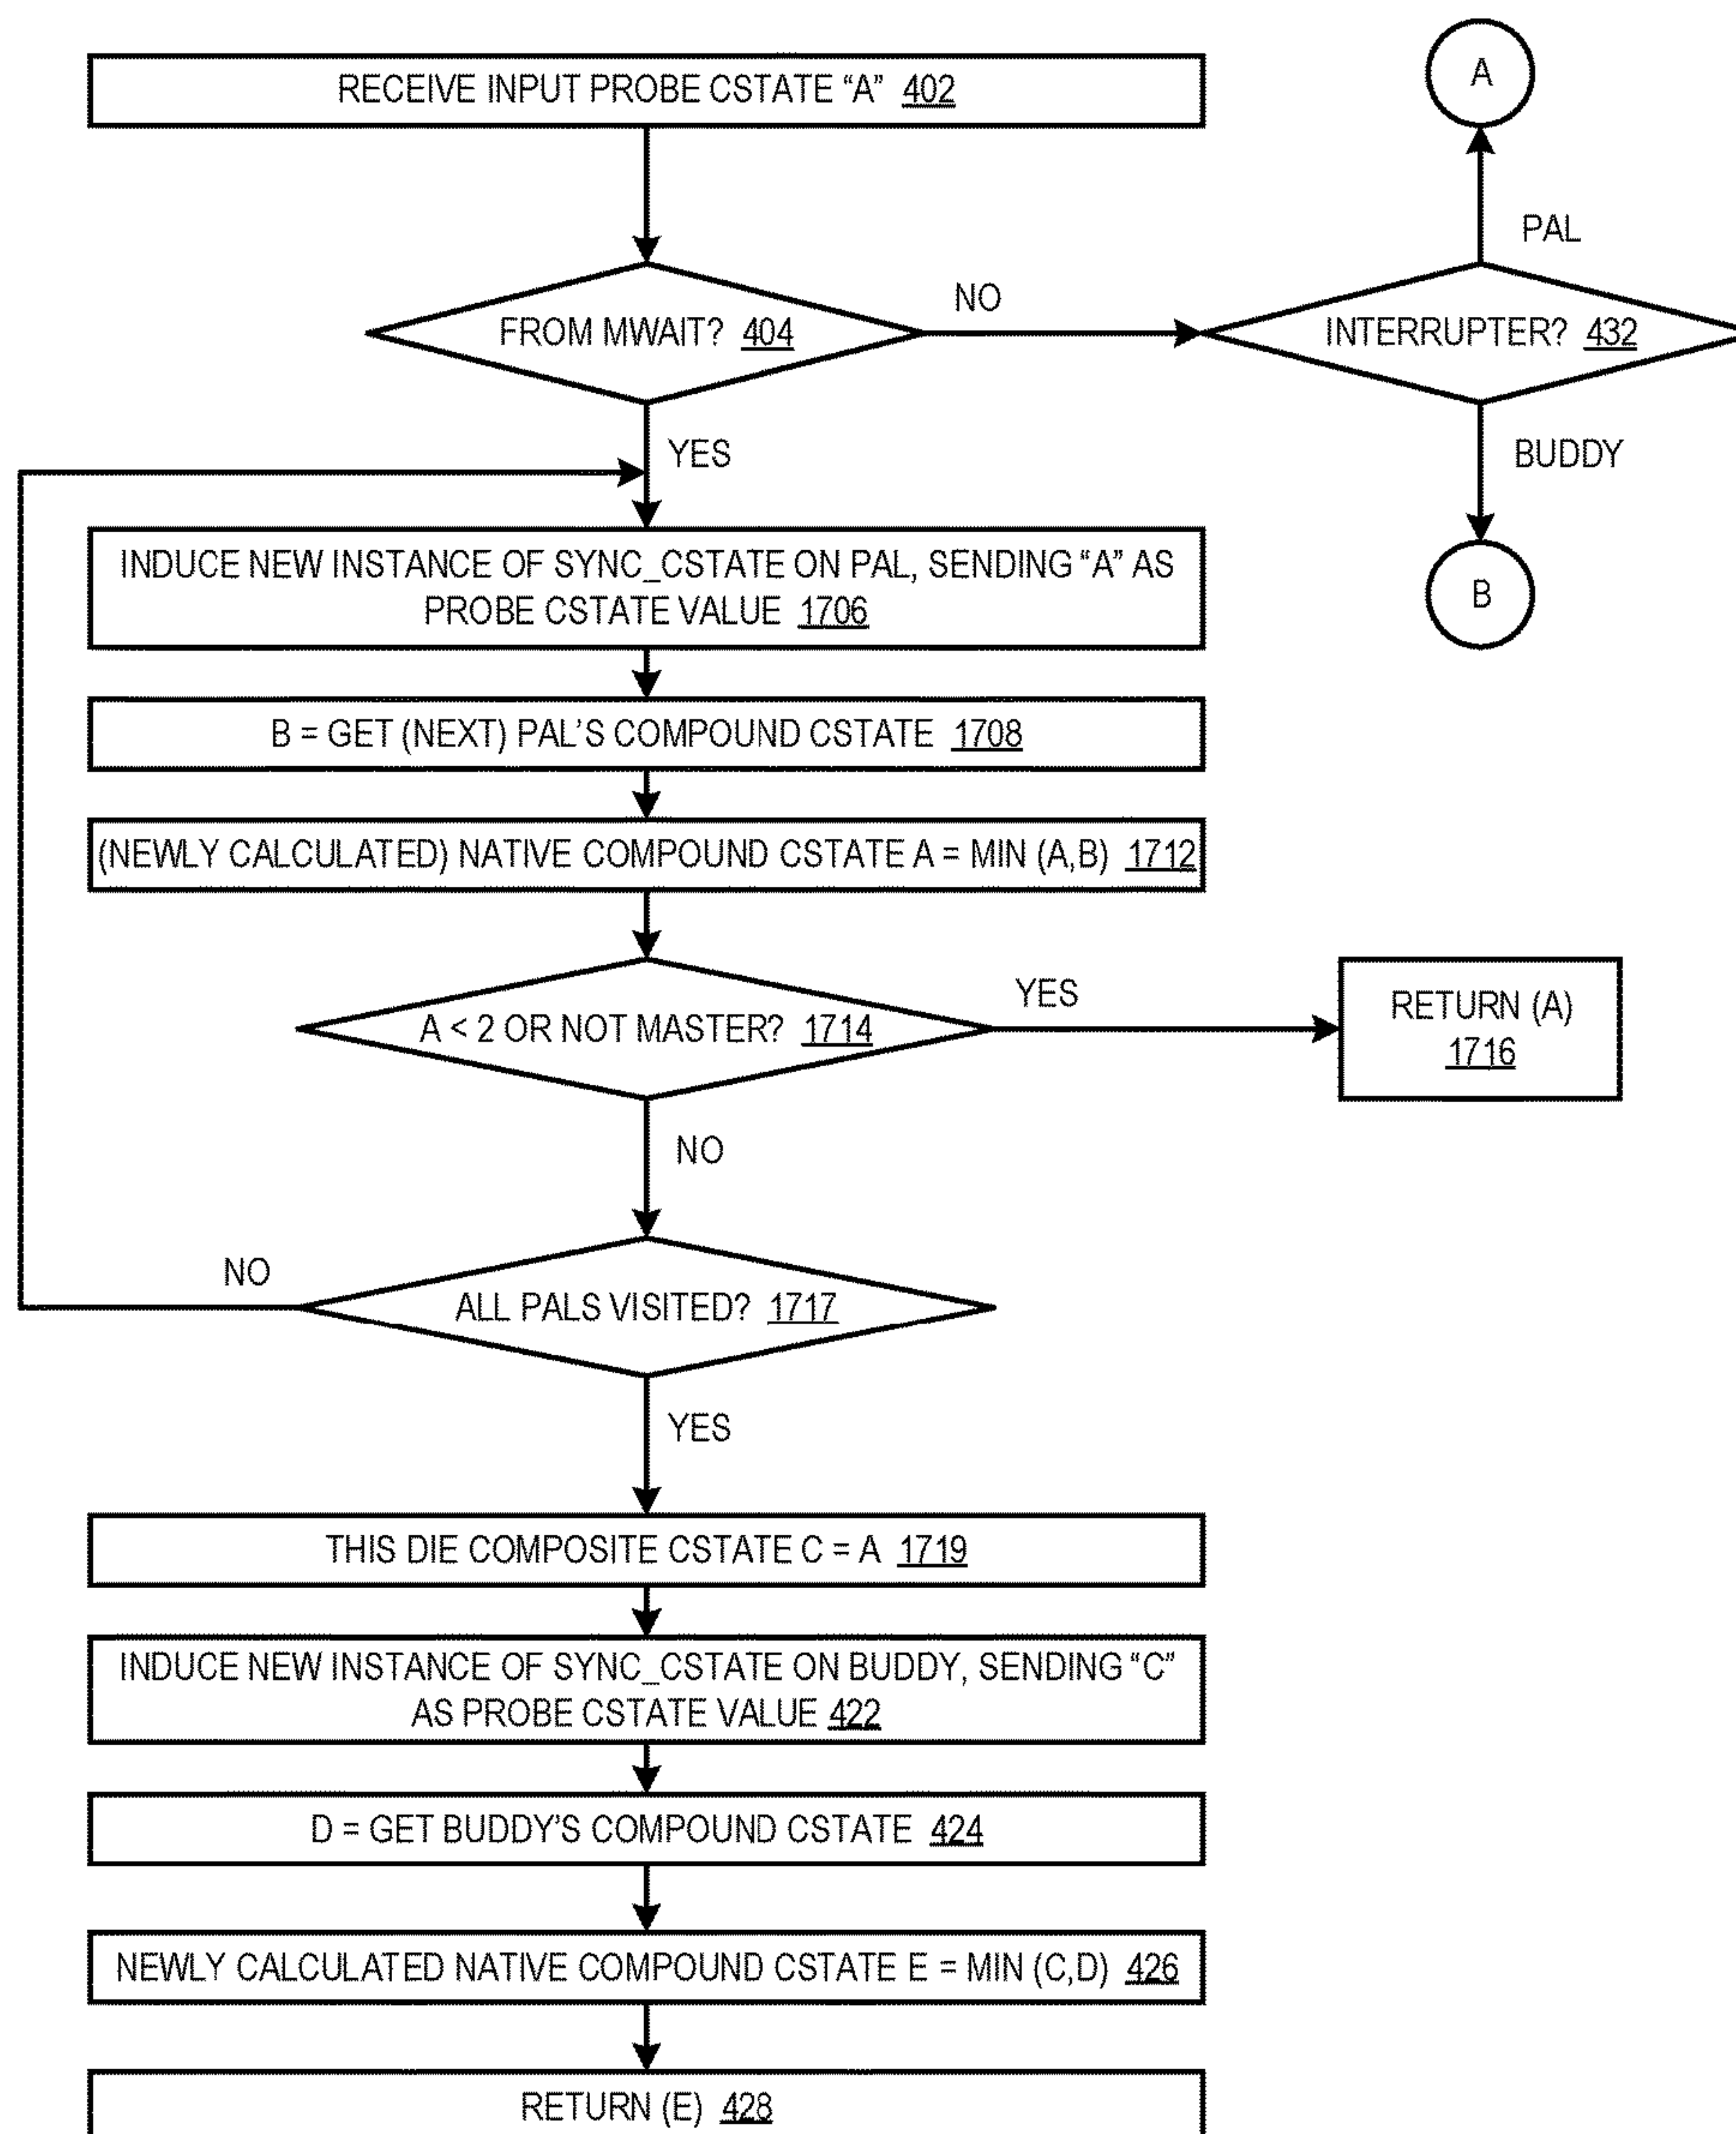 RECEIVE INPUT PROBE CSTATE “A” 402
A
PAL
FROM MWAIT? 404
NO
INTERRUPTER? 432
YES
BUDDY
B
INDUCE NEW INSTANCE OF SYNC_CSTATE ON PAL, SENDING “A” AS
PROBE CSTATE VALUE 1706
B = GET (NEXT) PAL’S COMPOUND CSTATE 1708
(NEWLY CALCULATED) NATIVE COMPOUND CSTATE A = MIN (A,B) 1712
A < 2 OR NOT MASTER? 1714
YES
RETURN (A)
1716
NO
ALL PALS VISITED? 1717
NO
YES
THIS DIE COMPOSITE CSTATE C = A 1719
INDUCE NEW INSTANCE OF SYNC_CSTATE ON BUDDY, SENDING “C”
AS PROBE CSTATE VALUE 422
D = GET BUDDY’S COMPOUND CSTATE 424
NEWLY CALCULATED NATIVE COMPOUND CSTATE E = MIN (C,D) 426
RETURN (E) 428